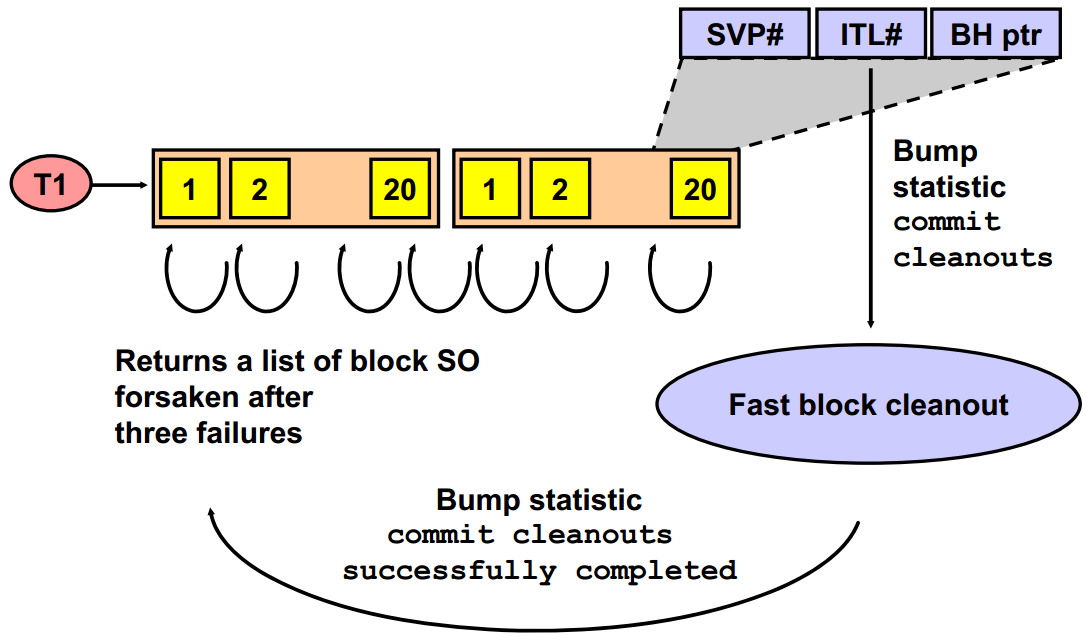 SVP# ITL# BH ptr
T1 1 2 20 1 2 20
Bump
statistic
commit
cleanouts
Returns a list of block SO
forsaken after
three failures
Fast block cleanout
Bump statistic
commit cleanouts
successfully completed